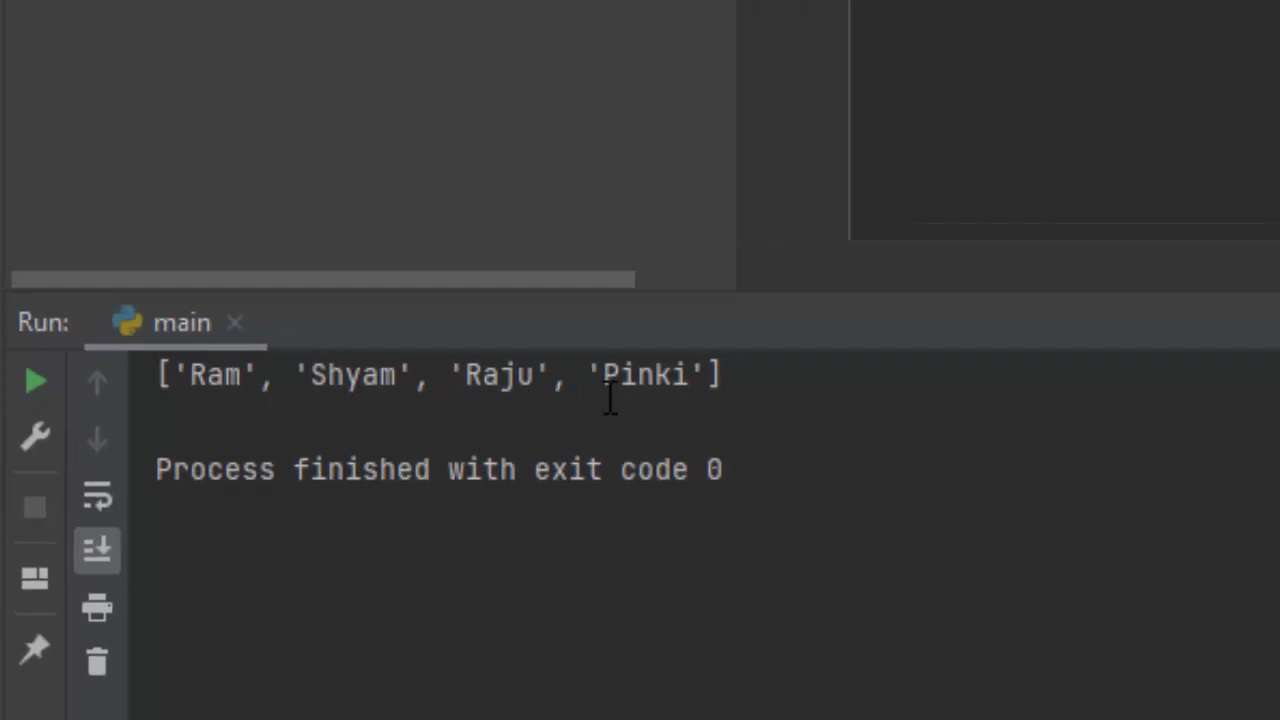 Run: main
['Ram', 'Shyam', 'Raju', 'Pinki']
Process finished with exit code 0